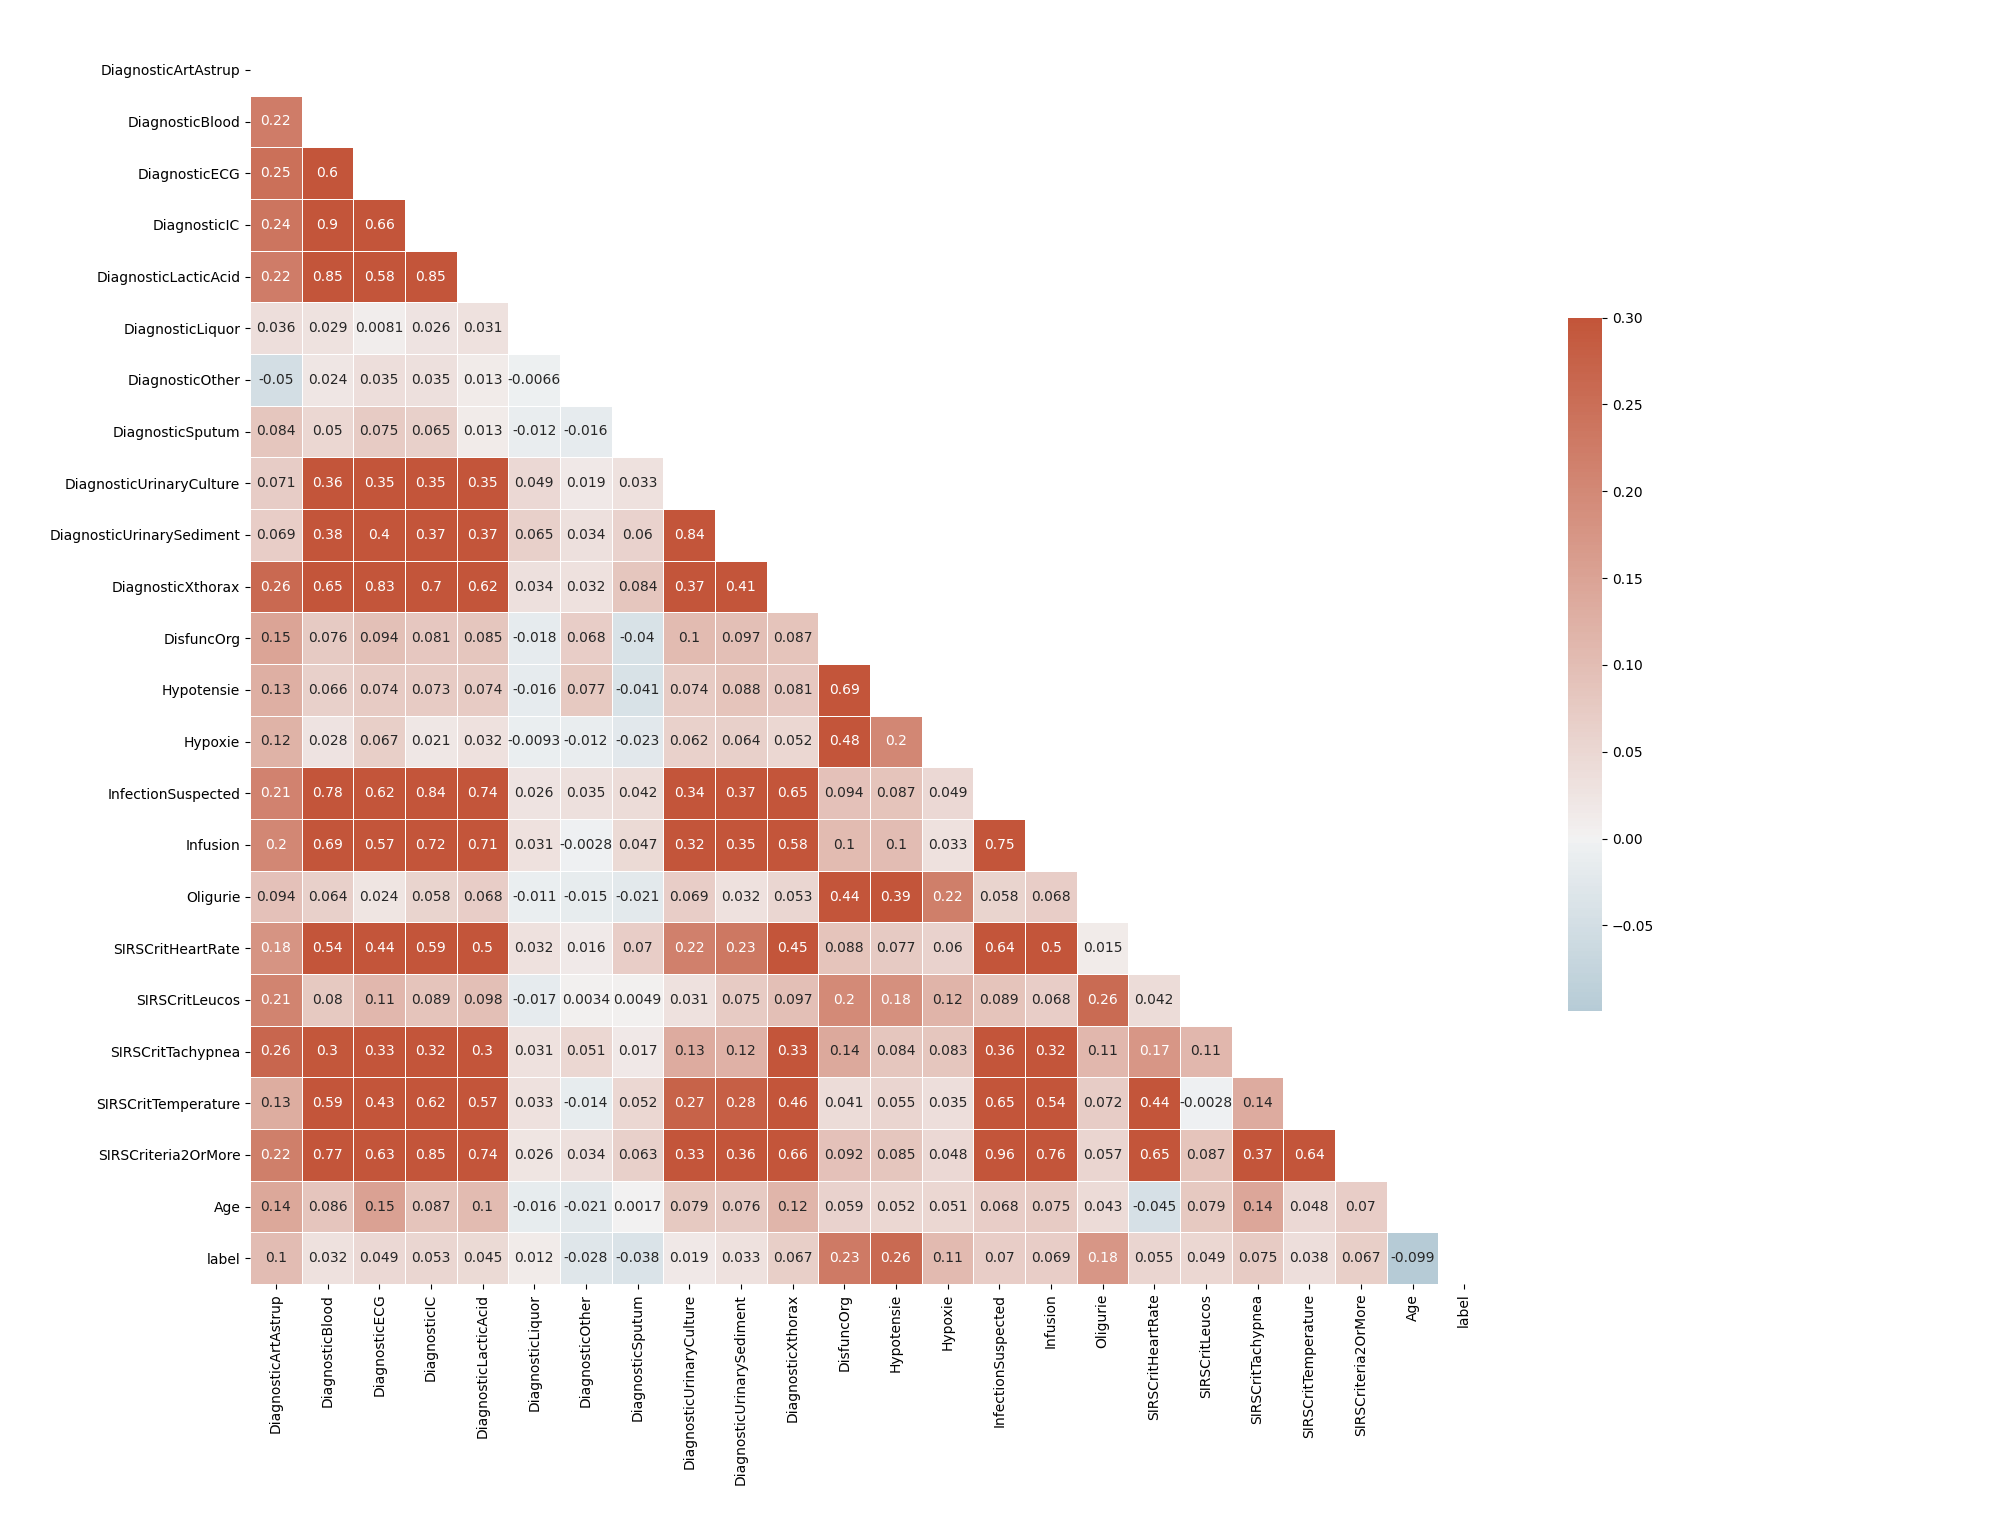 DiagnosticArtAstrup
DiagnosticBlood 0.22
DiagnosticECG 0.25 0.6
DiagnosticIC 0.24 0.9 0.66
DiagnosticLacticAcid 0.22 0.85 0.58 0.85
DiagnosticLiquor 0.036 0.029 0.0081 0.026 0.031
DiagnosticOther -0.05 0.024 0.035 0.035 0.013 -0.0066
DiagnosticSputum 0.084 0.05 0.075 0.065 0.013 -0.012 -0.016
DiagnosticUrinaryCulture 0.071 0.36 0.35 0.35 0.35 0.049 0.019 0.033
DiagnosticUrinarySediment 0.069 0.38 0.4 0.37 0.37 0.065 0.034 0.06 0.84
DiagnosticXthorax 0.26 0.65 0.83 0.7 0.62 0.034 0.032 0.084 0.37 0.41
DisfuncOrg 0.15 0.076 0.094 0.081 0.085 -0.018 0.068 -0.04 0.1 0.097 0.087
Hypotensie 0.13 0.066 0.074 0.073 0.074 -0.016 0.077 -0.041 0.074 0.088 0.081 0.69
Hypoxie 0.12 0.028 0.067 0.021 0.032 -0.0093 -0.012 -0.023 0.062 0.064 0.052 0.48 0.2
InfectionSuspected 0.21 0.78 0.62 0.84 0.74 0.026 0.035 0.042 0.34 0.37 0.65 0.094 0.087 0.049
Infusion 0.2 0.69 0.57 0.72 0.71 0.031 -0.0028 0.047 0.32 0.35 0.58 0.1 0.1 0.033 0.75
Oligurie 0.094 0.064 0.024 0.058 0.068 -0.011 -0.015 -0.021 0.069 0.032 0.053 0.44 0.39 0.22 0.058 0.068
SIRSCritHeartRate 0.18 0.54 0.44 0.59 0.5 0.032 0.016 0.07 0.22 0.23 0.45 0.088 0.077 0.06 0.64 0.5 0.015
SIRSCritLeucos 0.21 0.08 0.11 0.089 0.098 -0.017 0.0034 0.0049 0.031 0.075 0.097 0.2 0.18 0.12 0.089 0.068 0.26 0.042
SIRSCritTachypnea 0.26 0.3 0.33 0.32 0.3 0.031 0.051 0.017 0.13 0.12 0.33 0.14 0.084 0.083 0.36 0.32 0.11 0.17 0.11
SIRSCritTemperature 0.13 0.59 0.43 0.62 0.57 0.033 -0.014 0.052 0.27 0.28 0.46 0.041 0.055 0.035 0.65 0.54 0.072 0.44 -0.0028 0.14
SIRSCriteria2OrMore 0.22 0.77 0.63 0.85 0.74 0.026 0.034 0.063 0.33 0.36 0.66 0.092 0.085 0.048 0.96 0.76 0.057 0.65 0.087 0.37 0.64
Age 0.14 0.086 0.15 0.087 0.1 -0.016 -0.021 0.0017 0.079 0.076 0.12 0.059 0.052 0.051 0.068 0.075 0.043 -0.045 0.079 0.14 0.048 0.07
label 0.1 0.032 0.049 0.053 0.045 0.012 -0.028 -0.038 0.019 0.033 0.067 0.23 0.26 0.11 0.07 0.069 0.18 0.055 0.049 0.075 0.038 0.067 -0.099
DiagnosticArtAstrup
DiagnosticBlood
DiagnosticECG
DiagnosticIC
DiagnosticLacticAcid
DiagnosticLiquor
DiagnosticOther
DiagnosticSputum
DiagnosticUrinaryCulture
DiagnosticUrinarySediment
DiagnosticXthorax
DisfuncOrg
Hypotensie
Hypoxie
InfectionSuspected
Infusion
Oligurie
SIRSCritHeartRate
SIRSCritLeucos
SIRSCritTachypnea
SIRSCritTemperature
SIRSCriteria2OrMore
Age
label
0.30
0.25
0.20
0.15
0.10
0.05
0.00
−0.05